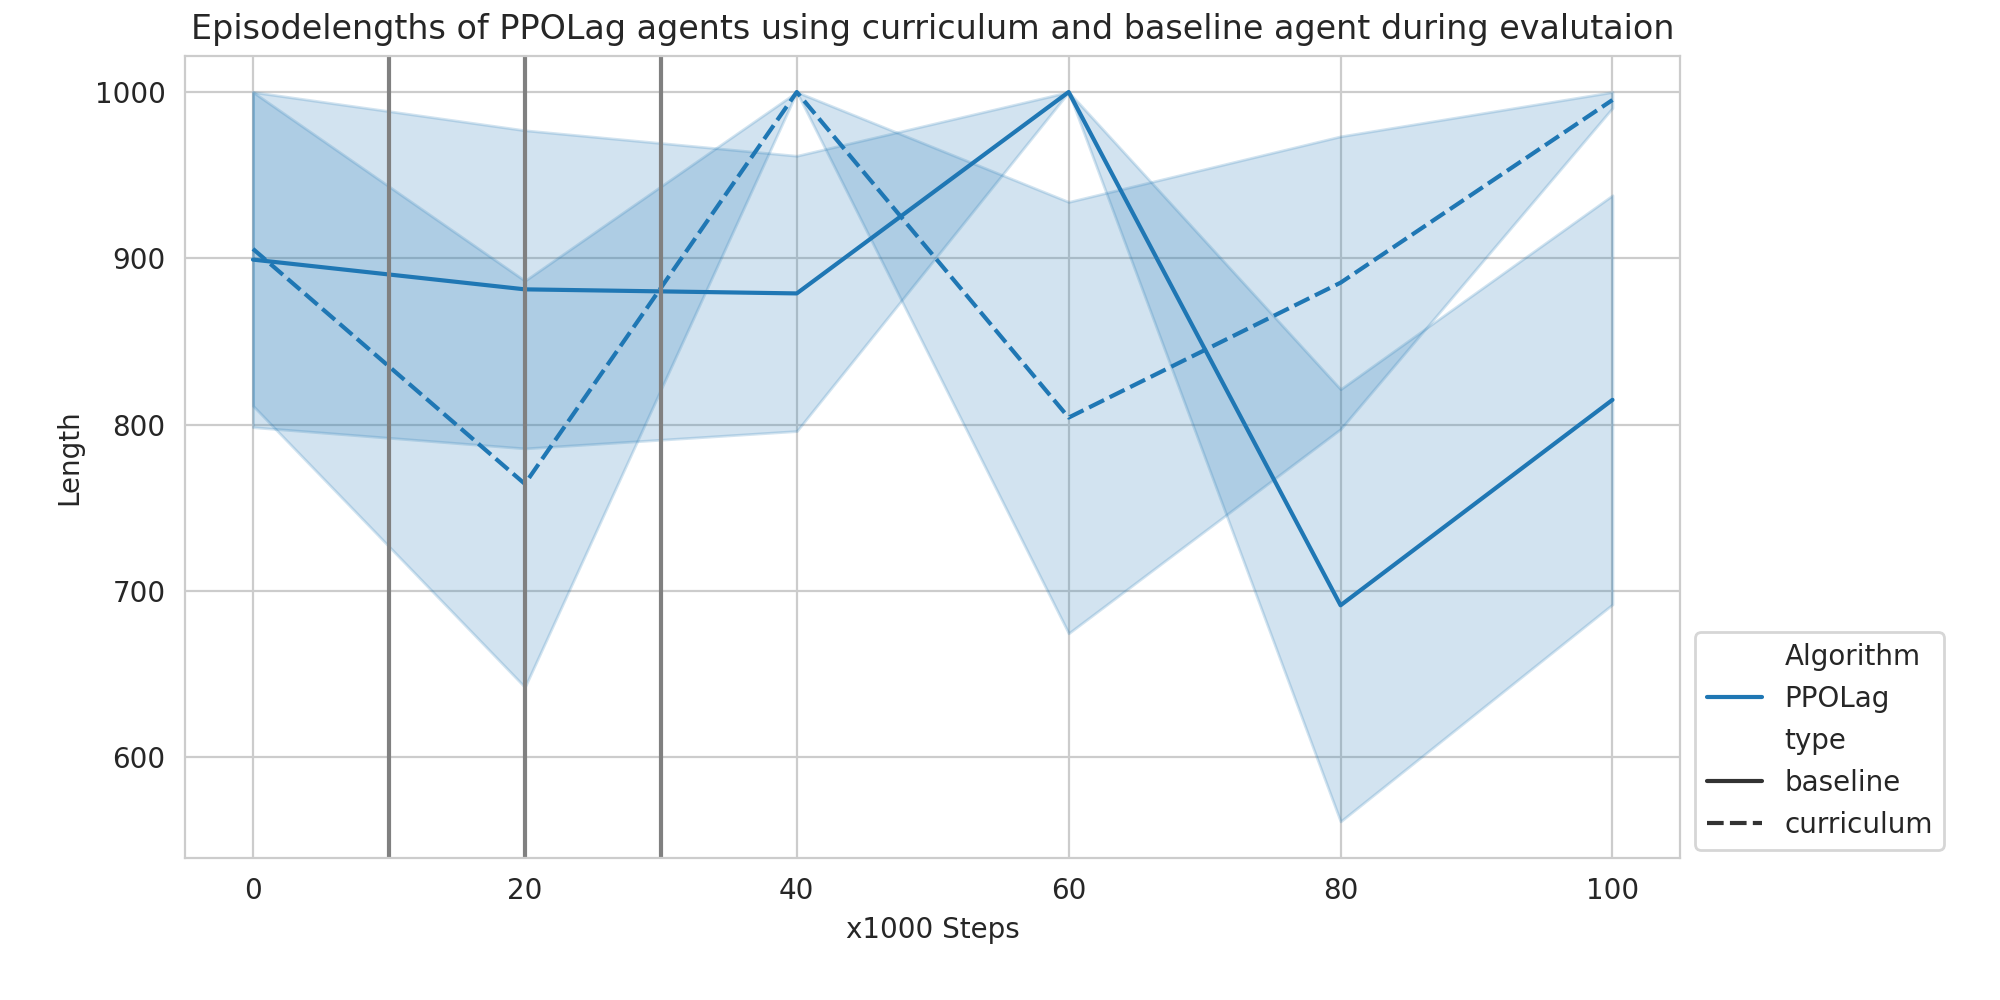 Episodelengths of PPOLag agents using curriculum and baseline agent during evalutaion
1000
900
800
700
600
Length
0 20 40 60 80 100
x1000 Steps
Algorithm
PPOLag
type
baseline
curriculum